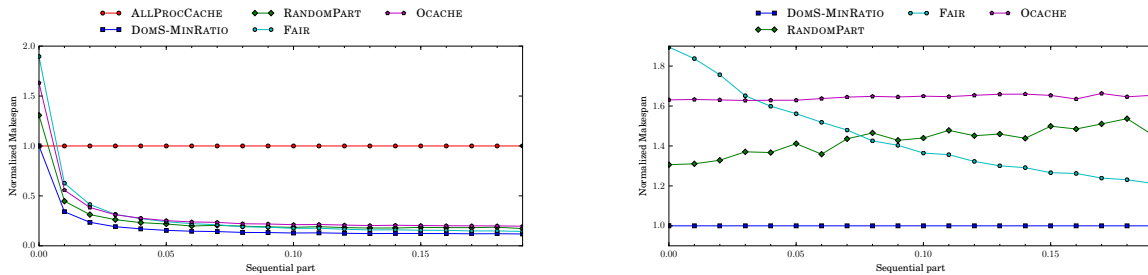 ALLPROCCACHE RANDOMPART OCACHE
DOMS-MINRATIO FAIR
2.0
1.5
1.0
0.5
0.0
0.00 0.05 0.10 0.15
Normalized Makespan
Sequential part
DOMS-MINRATIO FAIR OCACHE
RANDOMPART
1.8
1.6
1.4
1.2
1.0
0.00 0.05 0.10 0.15
Normalized Makespan
Sequential part